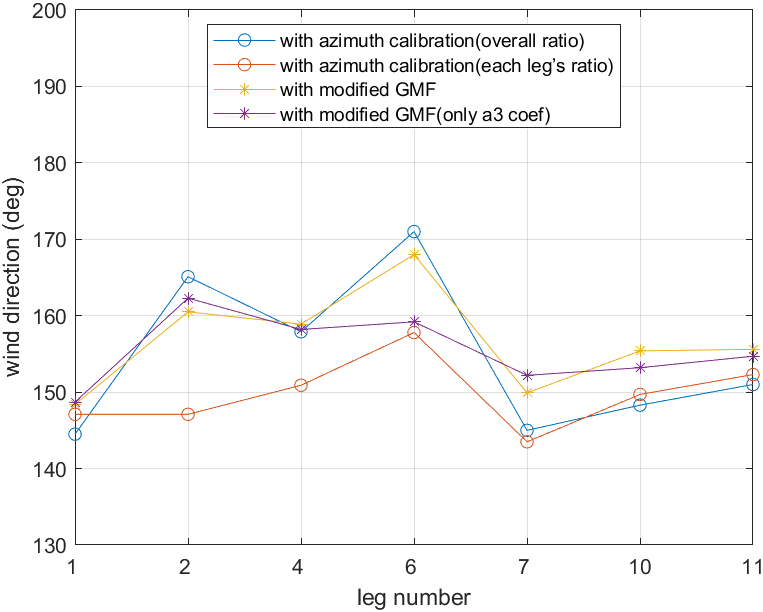 200
190
180
170
160
150
140
130
wind direction (deg)
with azimuth calibration(overall ratio)
with azimuth calibration(each leg's ratio)
with modified GMF
with modified GMF(only a3 coef)
1 2 4 6 7 10 11
leg number